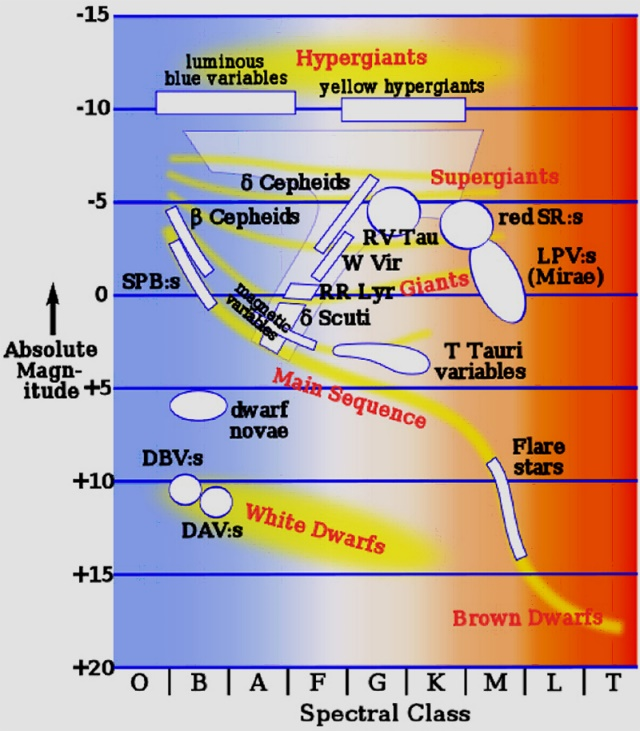 -15
luminous
blue variables
Hypergiants
yellow hypergiants
-10
Supergiants
δ Cepheids
-5
β Cepheids
red SR:s
RV Tau
W Vir
LPV:s
(Mirae)
SPB:s
RR Lyr
Giants
0
magnetic
variables
δ Scuti
Absolute
Magn-
itude
T Tauri
variables
Main Sequence
+5
dwarf
novae
Flare
stars
DBV:s
+10
White Dwarfs
DAV:s
+15
Brown Dwarfs
+20
O | B | A | F | G | K | M | L | T
Spectral Class